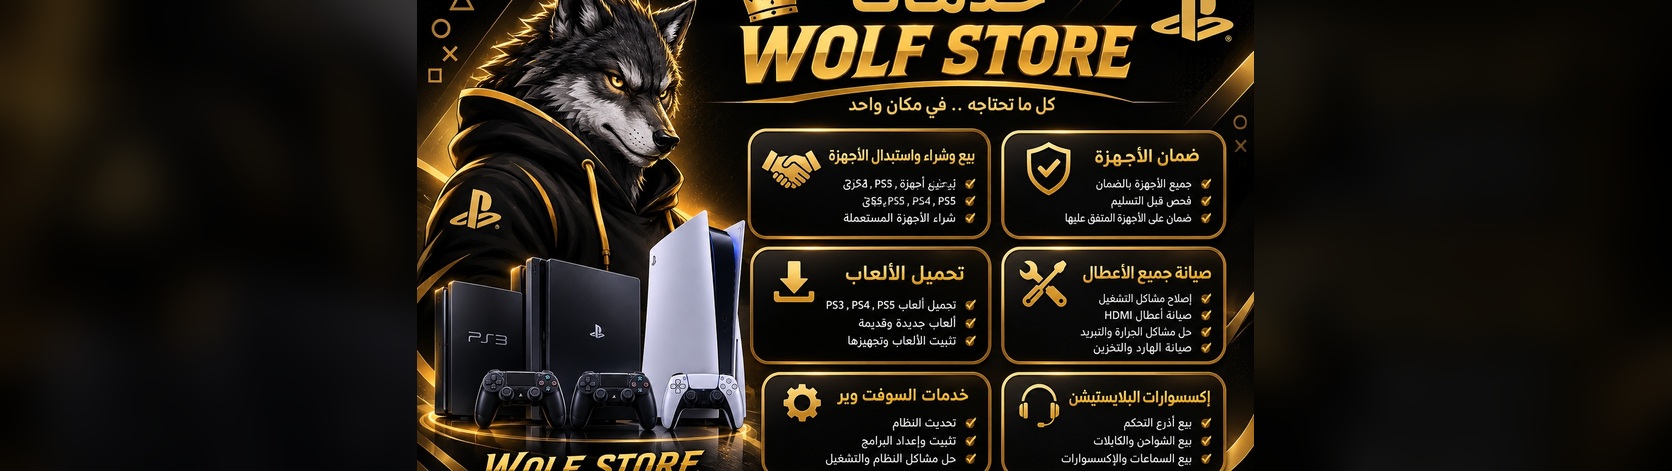 خدمات
WOLF STORE
كل ما تحتاجه .. في مكان واحد
ضمان الأجهزة
جميع الأجهزة بالضمان
فحص قبل التسليم
ضمان على الأجهزة المتفق عليها
بيع وشراء واستبدال الأجهزة
أجهزة PS5 ,
PS5 , PS4 , PS5
شراء الأجهزة المستعملة
صيانة جميع الأعطال
إصلاح مشاكل التشغيل
صيانة أعطال HDMI
حل مشاكل الحرارة والتبريد
صيانة الهارد والتخزين
تحميل الألعاب
تحميل ألعاب PS3 , PS4 , PS5
ألعاب جديدة وقديمة
تثبيت الألعاب وتجهيزها
إكسسوارات البلايستيشن
بيع أذرع التحكم
بيع الشواحن والكابلات
بيع السماعات والإكسسوارات
خدمات السوفت وير
تحديث النظام
تثبيت وإعداد البرامج
حل مشاكل النظام والتشغيل
PS3
WOLF STORE